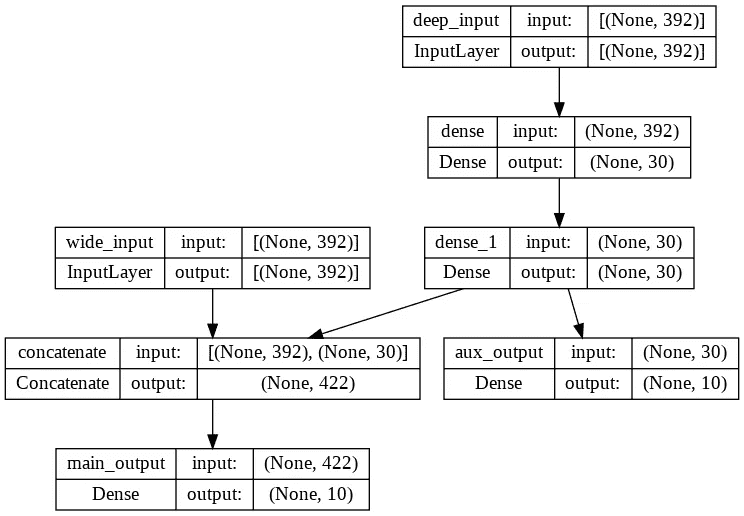 deep_input input: [(None, 392)]
InputLayer output: [(None, 392)]
dense input: (None, 392)
Dense output: (None, 30)
wide_input input: [(None, 392)]
InputLayer output: [(None, 392)]
dense_1 input: (None, 30)
Dense output: (None, 30)
concatenate input: [(None, 392), (None, 30)]
Concatenate output: (None, 422)
aux_output input: (None, 30)
Dense output: (None, 10)
main_output input: (None, 422)
Dense output: (None, 10)